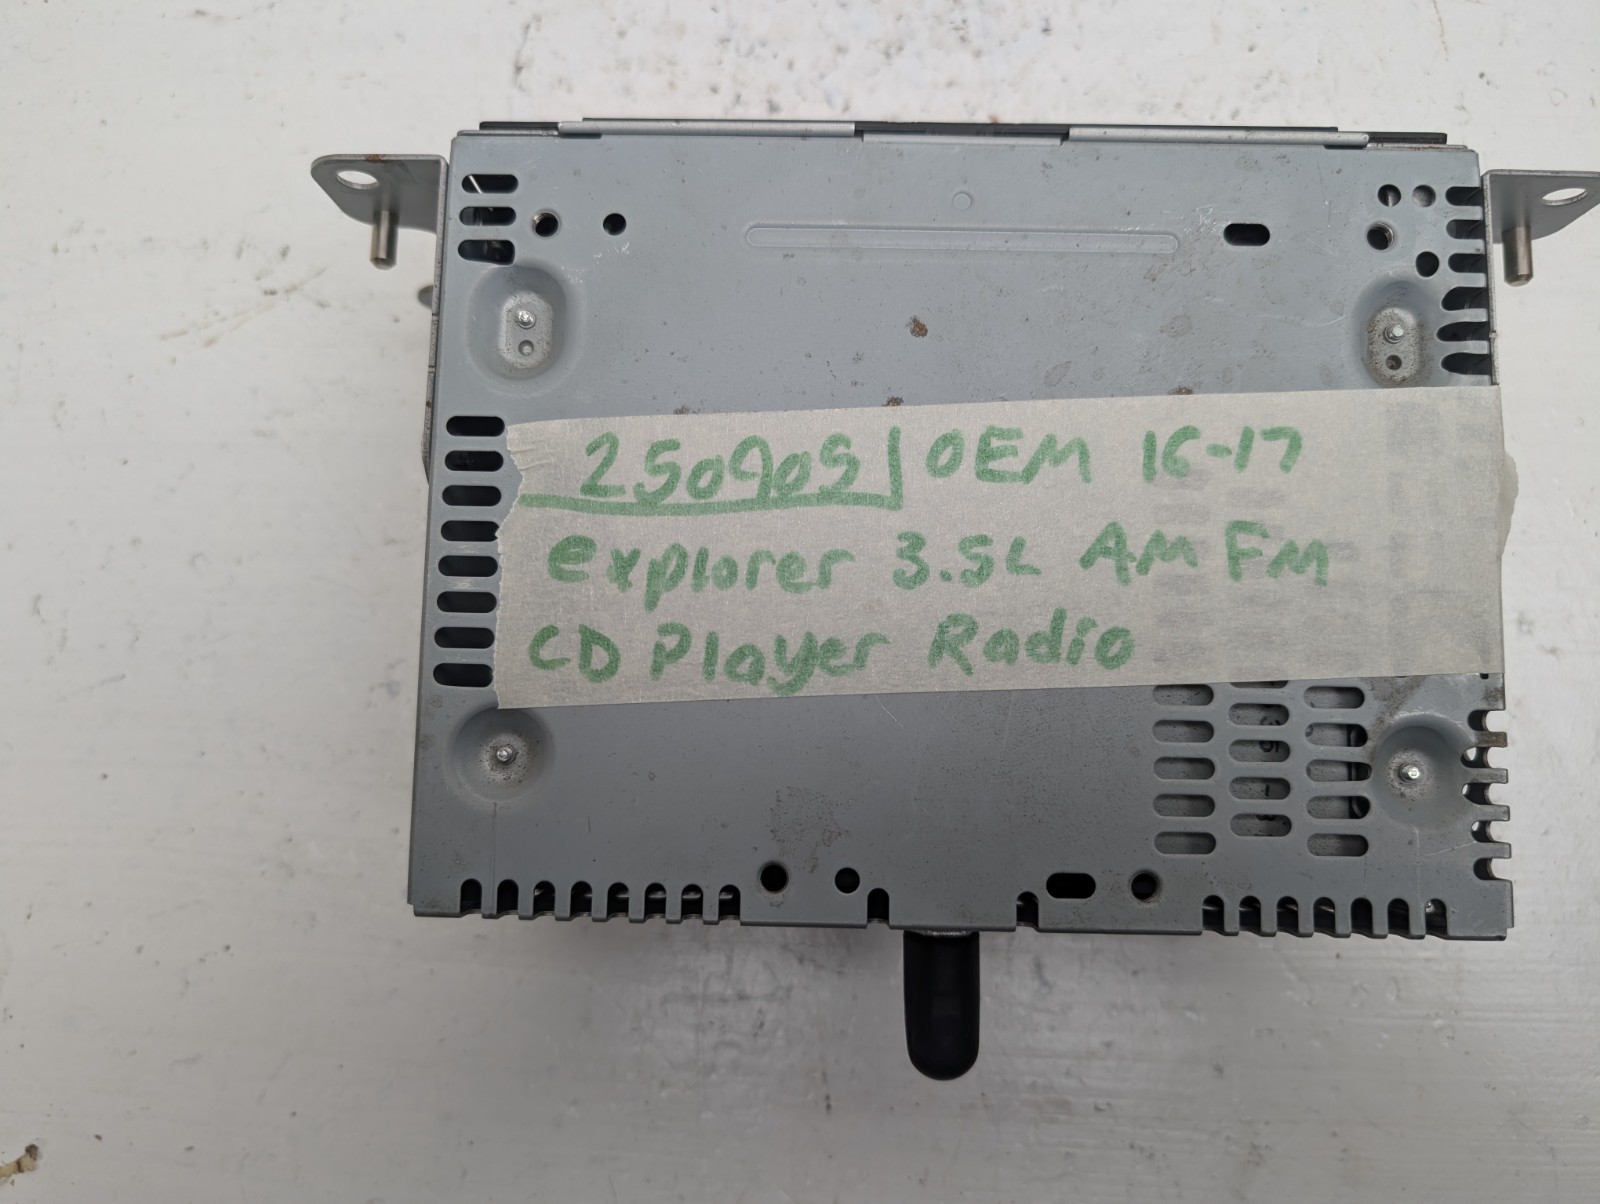 250909 OEM 16-17
explorer 3.5L AM FM
CD Player Radio